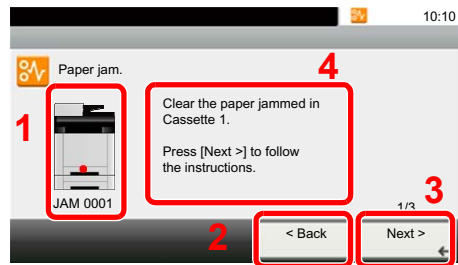 10:10
Paper jam.
4
1
Clear the paper jammed in
Cassette 1.
Press [Next >] to follow
the instructions.
JAM 0001
1/3
3
2
< Back
Next >